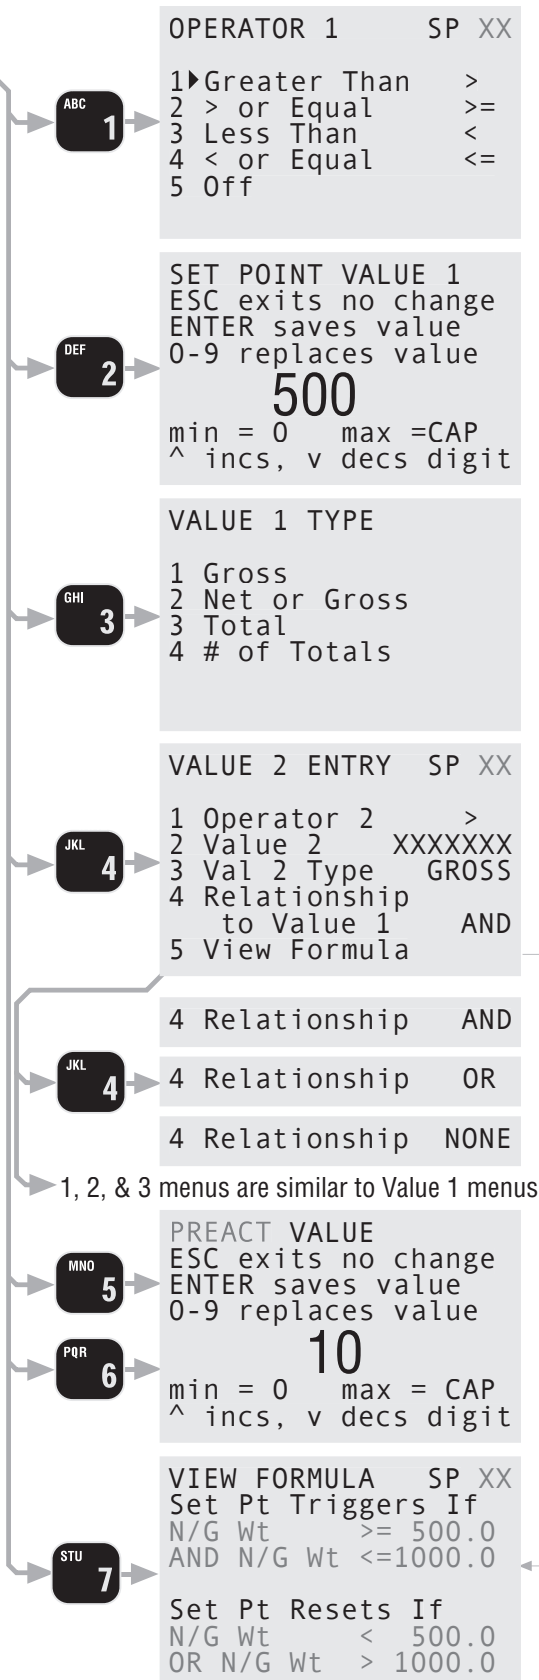 OPERATOR 1 SP XX
ABC 1
1 Greater Than >
2 > or Equal >=
3 Less Than <
4 < or Equal <=
5 Off
DEF 2
SET POINT VALUE 1
ESC exits no change
ENTER saves value
0-9 replaces value
500
min = 0 max =CAP
^ incs, v decs digit
GHI 3
VALUE 1 TYPE
1 Gross
2 Net or Gross
3 Total
4 # of Totals
JKL 4
VALUE 2 ENTRY SP XX
1 Operator 2 >
2 Value 2 XXXXXXX
3 Val 2 Type GROSS
4 Relationship
to Value 1 AND
5 View Formula
JKL 4
4 Relationship AND
4 Relationship OR
4 Relationship NONE
1, 2, & 3 menus are similar to Value 1 menus
MNO 5
PQR 6
PREACT VALUE
ESC exits no change
ENTER saves value
0-9 replaces value
10
min = 0 max = CAP
^ incs, v decs digit
STU 7
VIEW FORMULA SP XX
Set Pt Triggers If
N/G Wt >= 500.0
AND N/G Wt <=1000.0
Set Pt Resets If
N/G Wt < 500.0
OR N/G Wt > 1000.0